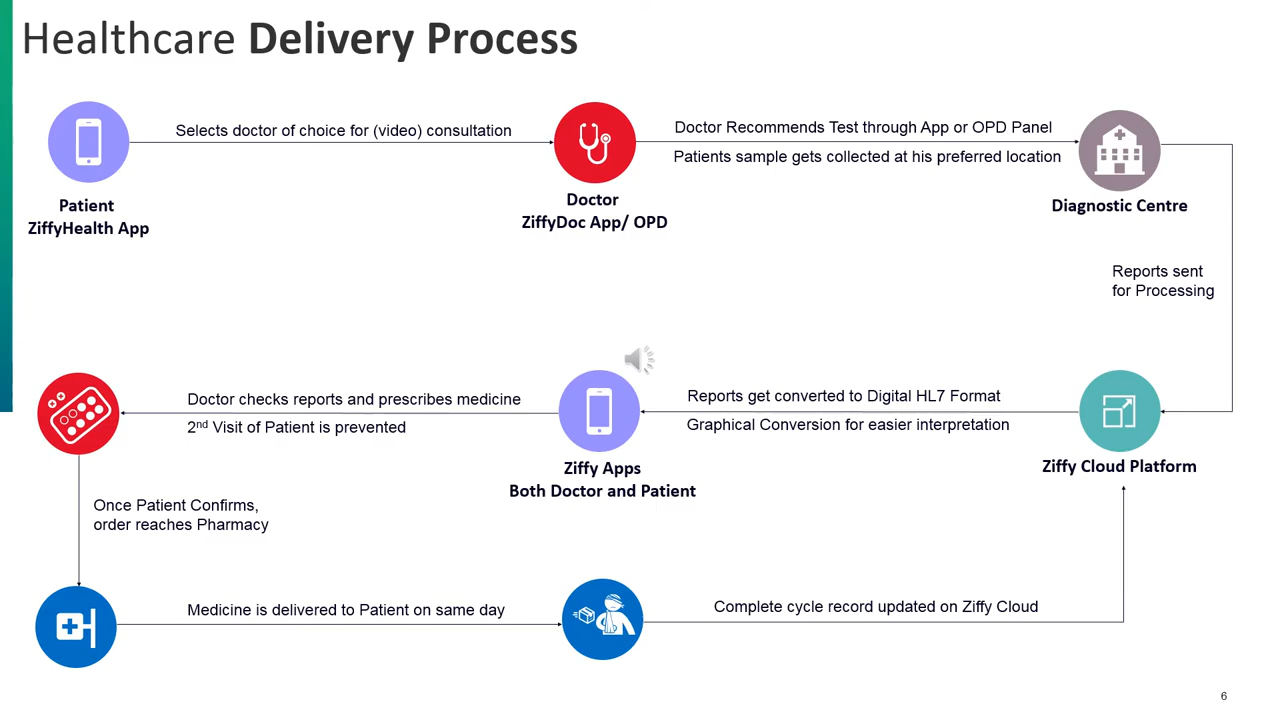 Healthcare Delivery Process
Selects doctor of choice for (video) consultation
Doctor Recommends Test through App or OPD Panel
Patients sample gets collected at his preferred location
Patient
ZiffyHealth App
Doctor
ZiffyDoc App/ OPD
Diagnostic Centre
Reports sent
for Processing
Doctor checks reports and prescribes medicine
2nd Visit of Patient is prevented
Reports get converted to Digital HL7 Format
Graphical Conversion for easier interpretation
Ziffy Apps
Both Doctor and Patient
Ziffy Cloud Platform
Once Patient Confirms,
order reaches Pharmacy
Medicine is delivered to Patient on same day
Complete cycle record updated on Ziffy Cloud
6